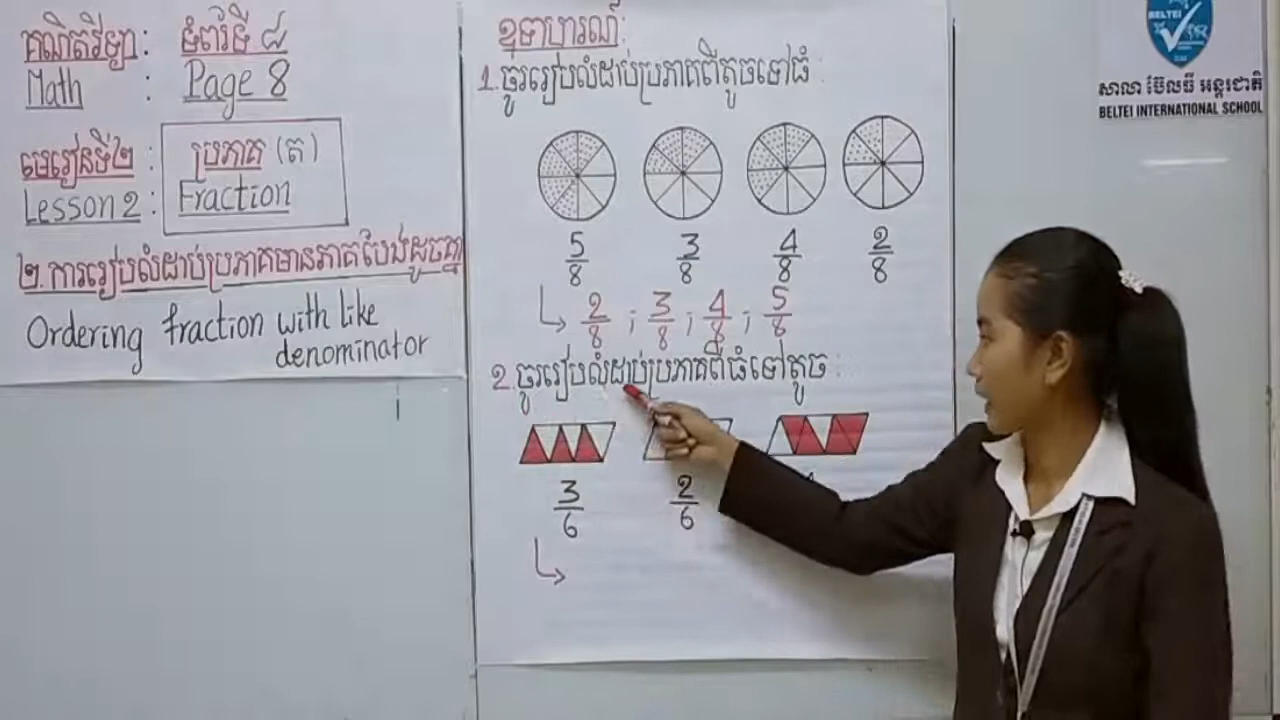 គណិតវិទ្យា : ទំព័រទី ៨
Math : Page 8
មេរៀនទី២ : ប្រភាគ (ត)
Lesson 2 : Fraction
២. ការរៀបលំដាប់ប្រភាគមានភាគបែងដូចគ្នា
Ordering fraction with like
denominator
ឧទាហរណ៍:
1. ចូររៀបលំដាប់ប្រភាគពីតូចទៅធំ :
5/8 3/8 4/8 2/8
2/8 ; 3/8 ; 4/8 ; 5/8
2. ចូររៀបលំដាប់ប្រភាគពីធំទៅតូច :
3/6 2/6
BELTEI
សាលា ប៊ែលធី អន្តរជាតិ
BELTEI INTERNATIONAL SCHOOL